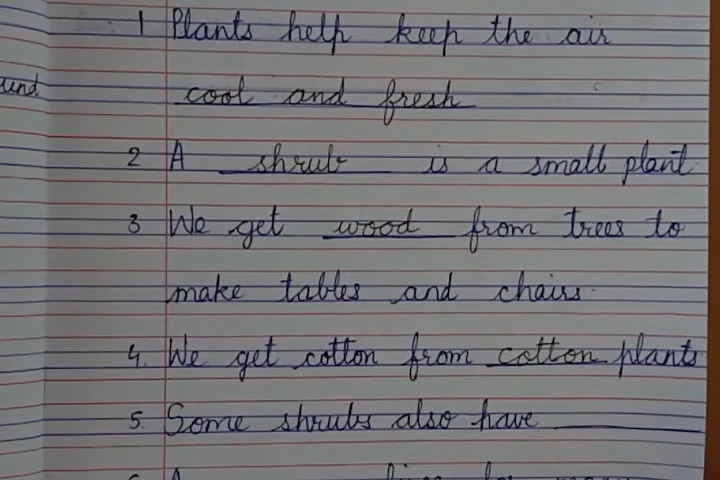 und
1 Plants help keep the air
cool and fresh
2 A shrub is a small plant
3 We get wood from trees to
make tables and chairs.
4. We get cotton from cotton plants
5. Some shrubs also have